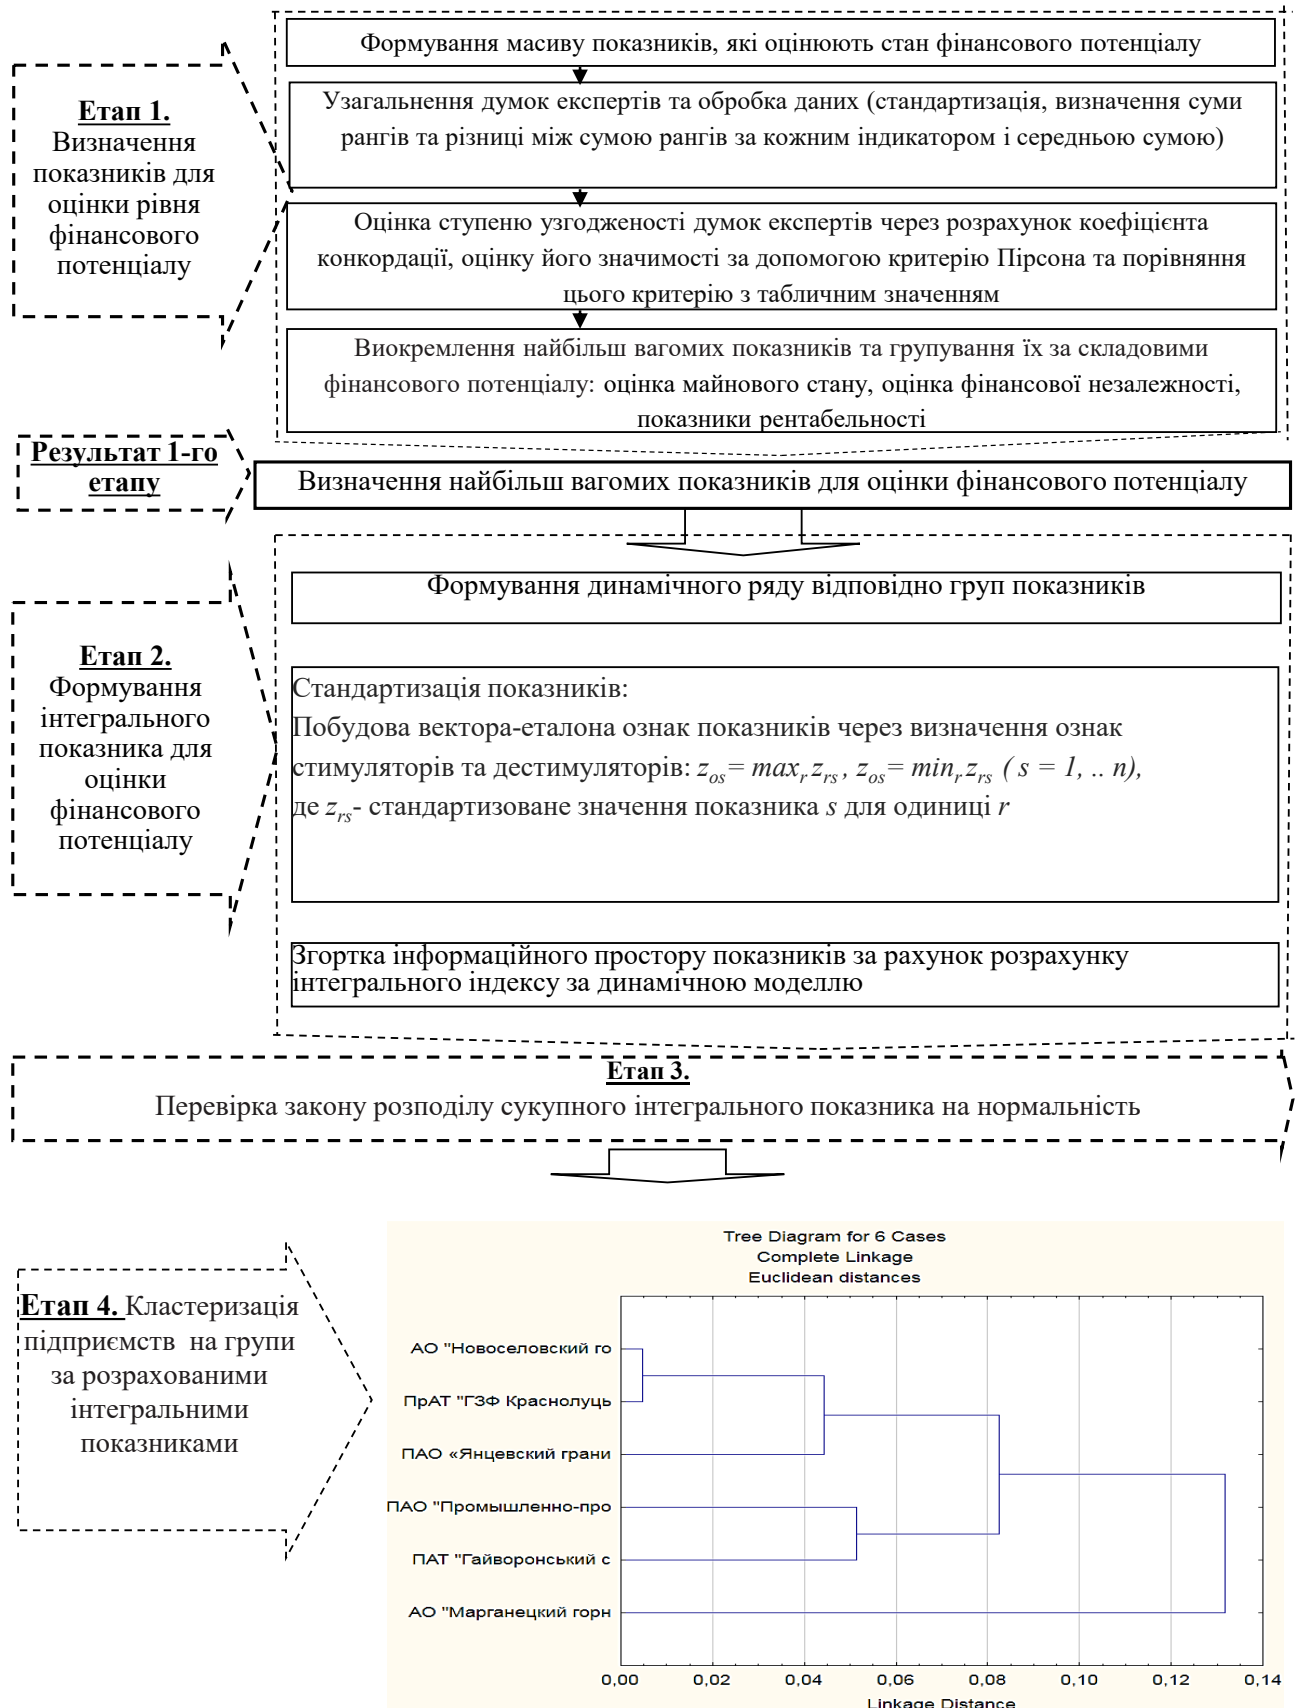 Формування масиву показників, які оцінюють стан фінансового потенціалу
Етап 1.
Визначення
показників для
оцінки рівня
фінансового
потенціалу
Узагальнення думок експертів та обробка даних (стандартизація, визначення суми
рангів та різниці між сумою рангів за кожним індикатором і середньою сумою)
Оцінка ступеню узгодженості думок експертів через розрахунок коефіцієнта
конкордації, оцінку його значимості за допомогою критерію Пірсона та порівняння
цього критерію з табличним значенням
Виокремлення найбільш вагомих показників та групування їх за складовими
фінансового потенціалу: оцінка майнового стану, оцінка фінансової незалежності,
показники рентабельності
Результат 1-го
етапу
Визначення найбільш вагомих показників для оцінки фінансового потенціалу
Етап 2.
Формування
інтегрального
показника для
оцінки
фінансового
потенціалу
Формування динамічного ряду відповідно груп показників
Стандартизація показників:
Побудова вектора-еталона ознак показників через визначення ознак
стимуляторів та дестимуляторів: z_os = max_r z_rs , z_os = min_r z_rs ( s = 1, .. n),
де z_rs - стандартизоване значення показника s для одиниці r
Згортка інформаційного простору показників за рахунок розрахунку
інтегрального індексу за динамічною моделлю
Етап 3.
Перевірка закону розподілу сукупного інтегрального показника на нормальність
Етап 4. Кластеризація
підприємств на групи
за розрахованими
інтегральними
показниками
Tree Diagram for 6 Cases
Complete Linkage
Euclidean distances
АО "Новоселовский го
ПрАТ "ГЗФ Краснолуць
ПАО «Янцевский грани
ПАО "Промышленно-про
ПАТ "Гайворонський с
АО "Марганецкий горн
0,00 0,02 0,04 0,06 0,08 0,10 0,12 0,14
Linkage Distance